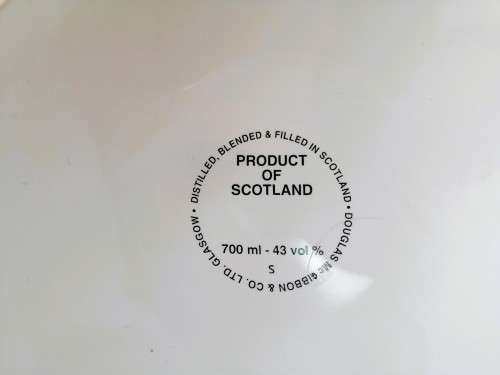 DISTILLED, BLENDED & FILLED IN SCOTLAND • DOUGLAS McGIBBON & CO. LTD. GLASGOW •
PRODUCT
OF
SCOTLAND
700 ml - 43 vol %
S